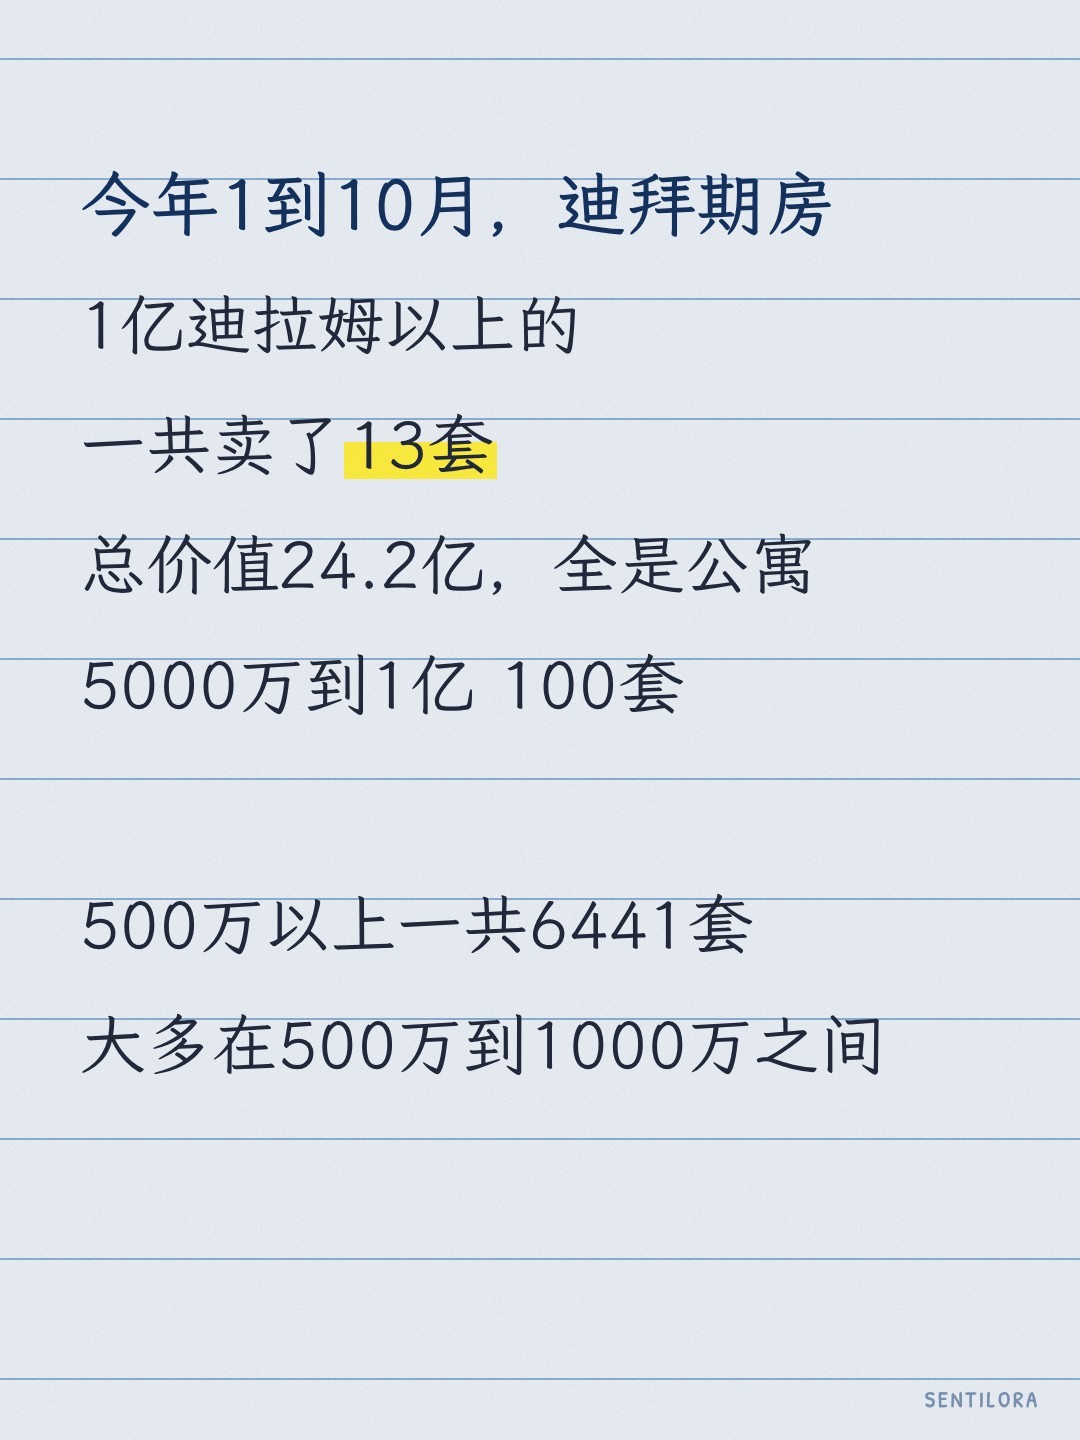 今年1到10月，迪拜期房
1亿迪拉姆以上的
一共卖了13套
总价值24.2亿，全是公寓
5000万到1亿 100套
500万以上一共6441套
大多在500万到1000万之间
SENTILORA